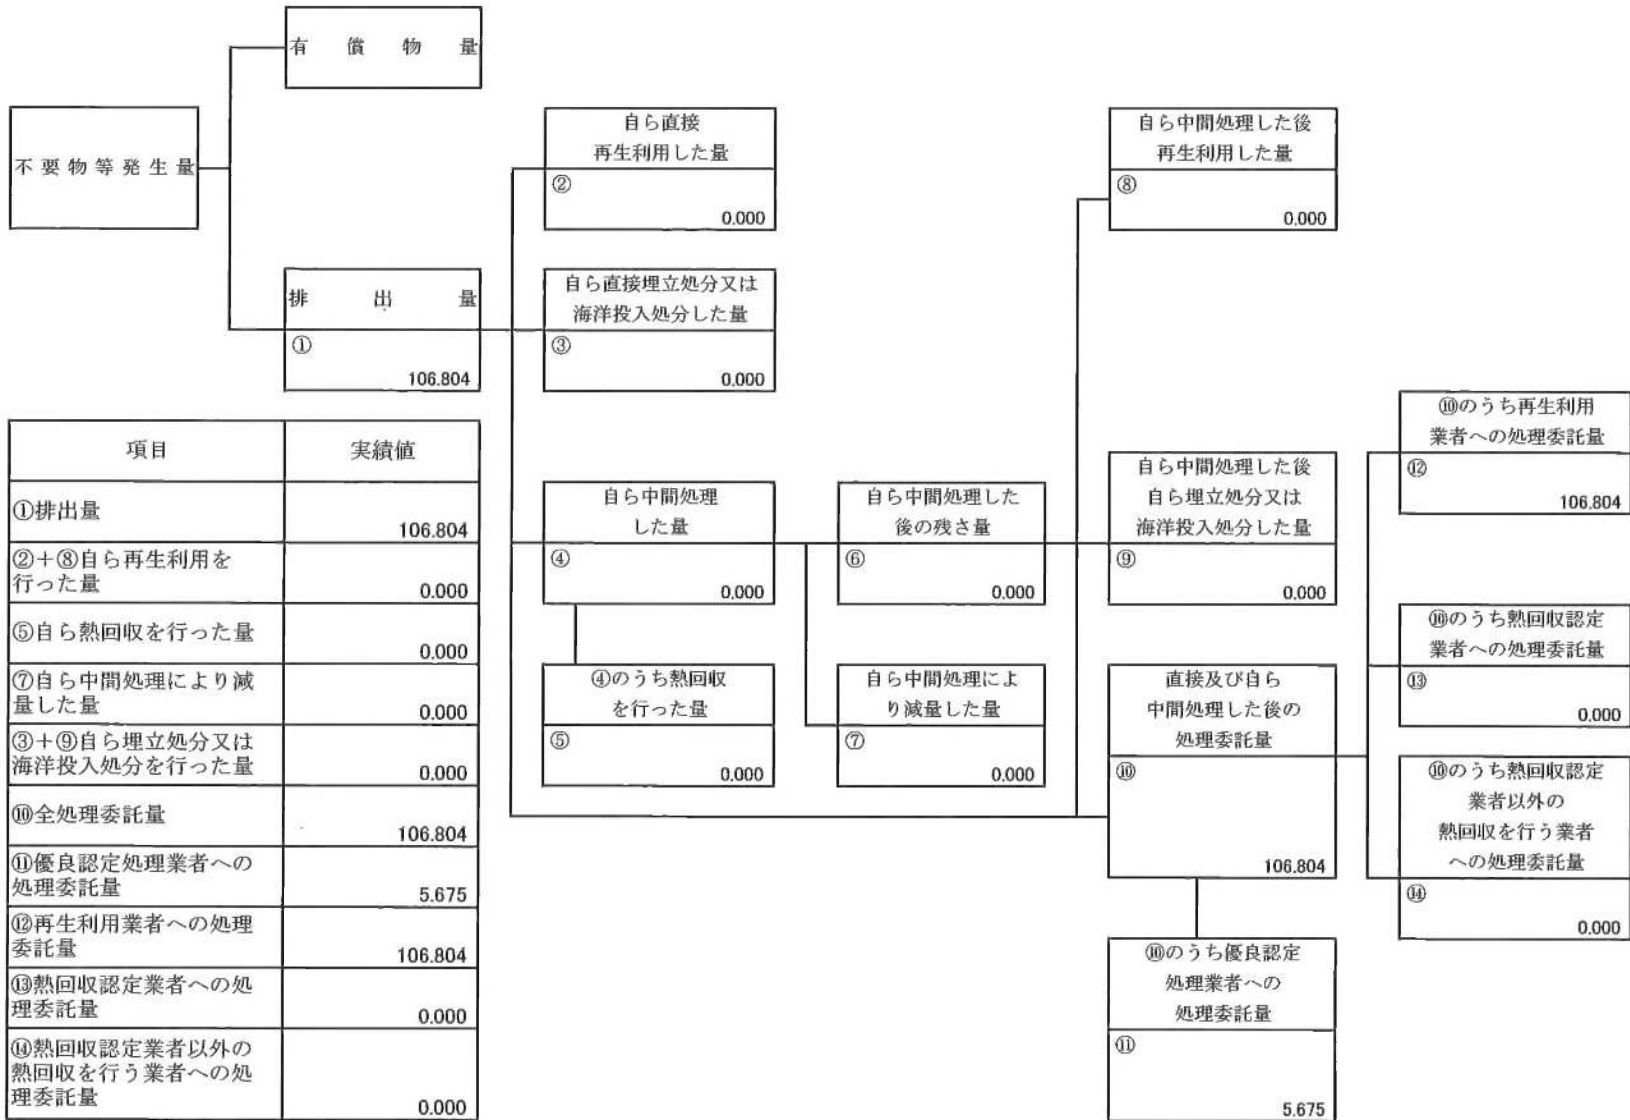 有償物量
不要物等発生量
排出量
①
106.804
自ら直接
再生利用した量
②
0.000
自ら直接埋立処分又は
海洋投入処分した量
③
0.000
自ら中間処理
した量
④
0.000
④のうち熱回収
を行った量
⑤
0.000
自ら中間処理した
後の残さ量
⑥
0.000
自ら中間処理によ
り減量した量
⑦
0.000
自ら中間処理した後
再生利用した量
⑧
0.000
自ら中間処理した後
自ら埋立処分又は
海洋投入処分した量
⑨
0.000
直接及び自ら
中間処理した後の
処理委託量
⑩
106.804
⑩のうち優良認定
処理業者への
処理委託量
⑪
5.675
⑩のうち再生利用
業者への処理委託量
⑫
106.804
⑩のうち熱回収認定
業者への処理委託量
⑬
0.000
⑩のうち熱回収認定
業者以外の
熱回収を行う業者
への処理委託量
⑭
0.000
項目 実績値
①排出量
106.804
②+⑧自ら再生利用を
行った量
0.000
⑤自ら熱回収を行った量
0.000
⑦自ら中間処理により減
量した量
0.000
③+⑨自ら埋立処分又は
海洋投入処分を行った量
0.000
⑩全処理委託量
106.804
⑪優良認定処理業者への
処理委託量
5.675
⑫再生利用業者への処理
委託量
106.804
⑬熱回収認定業者への処
理委託量
0.000
⑭熱回収認定業者以外の
熱回収を行う業者への処
理委託量
0.000